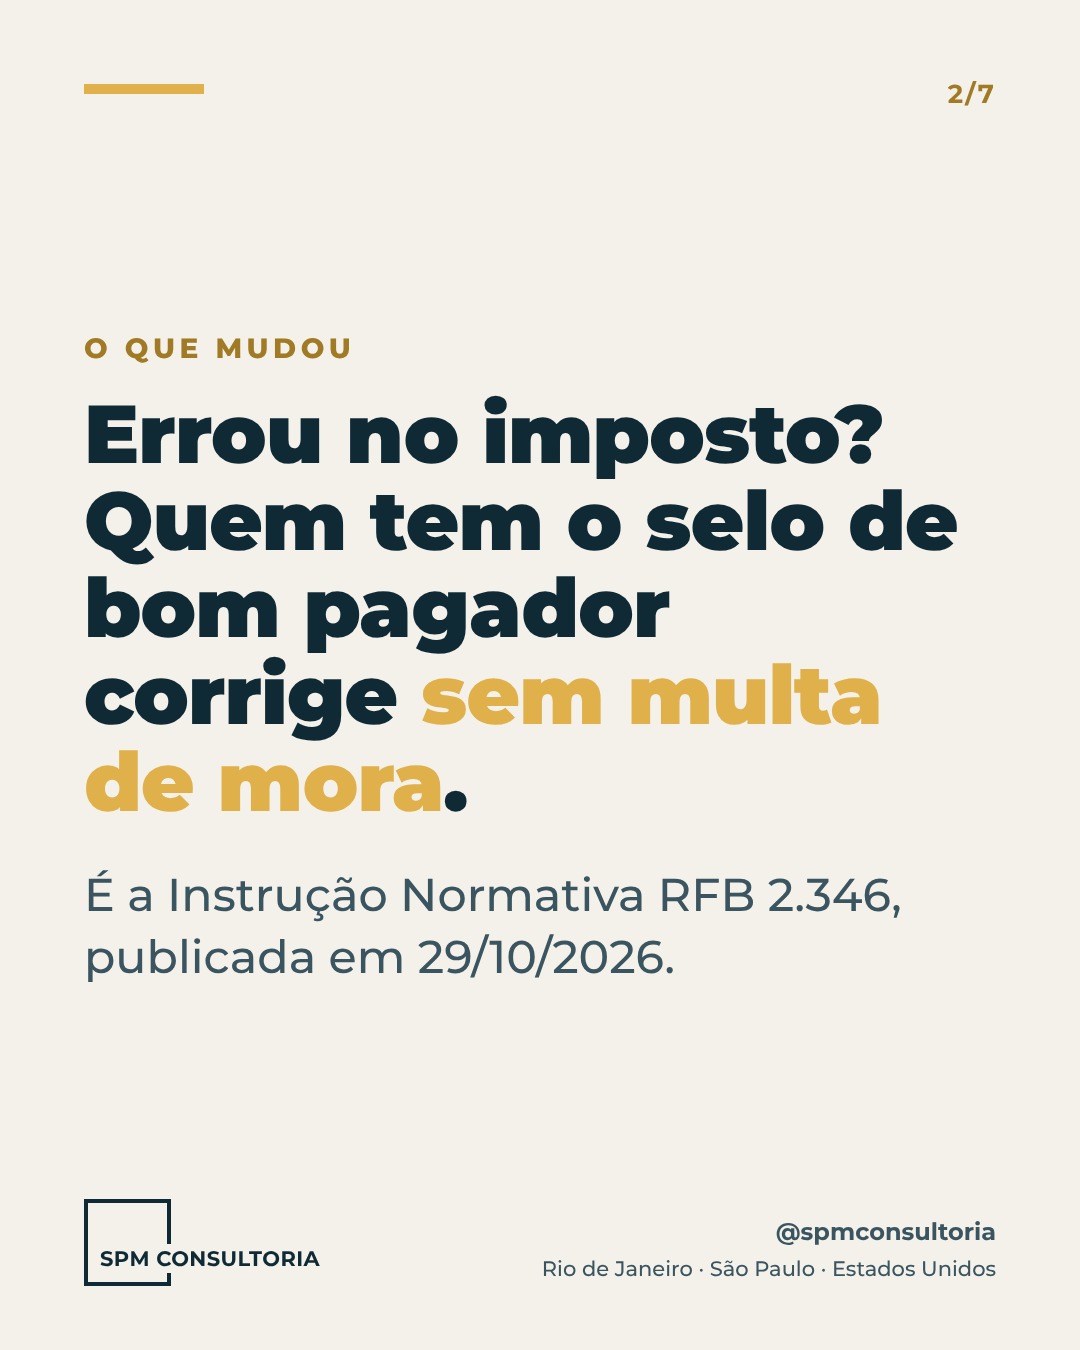 2/7
O QUE MUDOU
Errou no imposto?
Quem tem o selo de
bom pagador
corrige sem multa
de mora.
É a Instrução Normativa RFB 2.346,
publicada em 29/10/2026.
SPM CONSULTORIA
@spmconsultoria
Rio de Janeiro · São Paulo · Estados Unidos